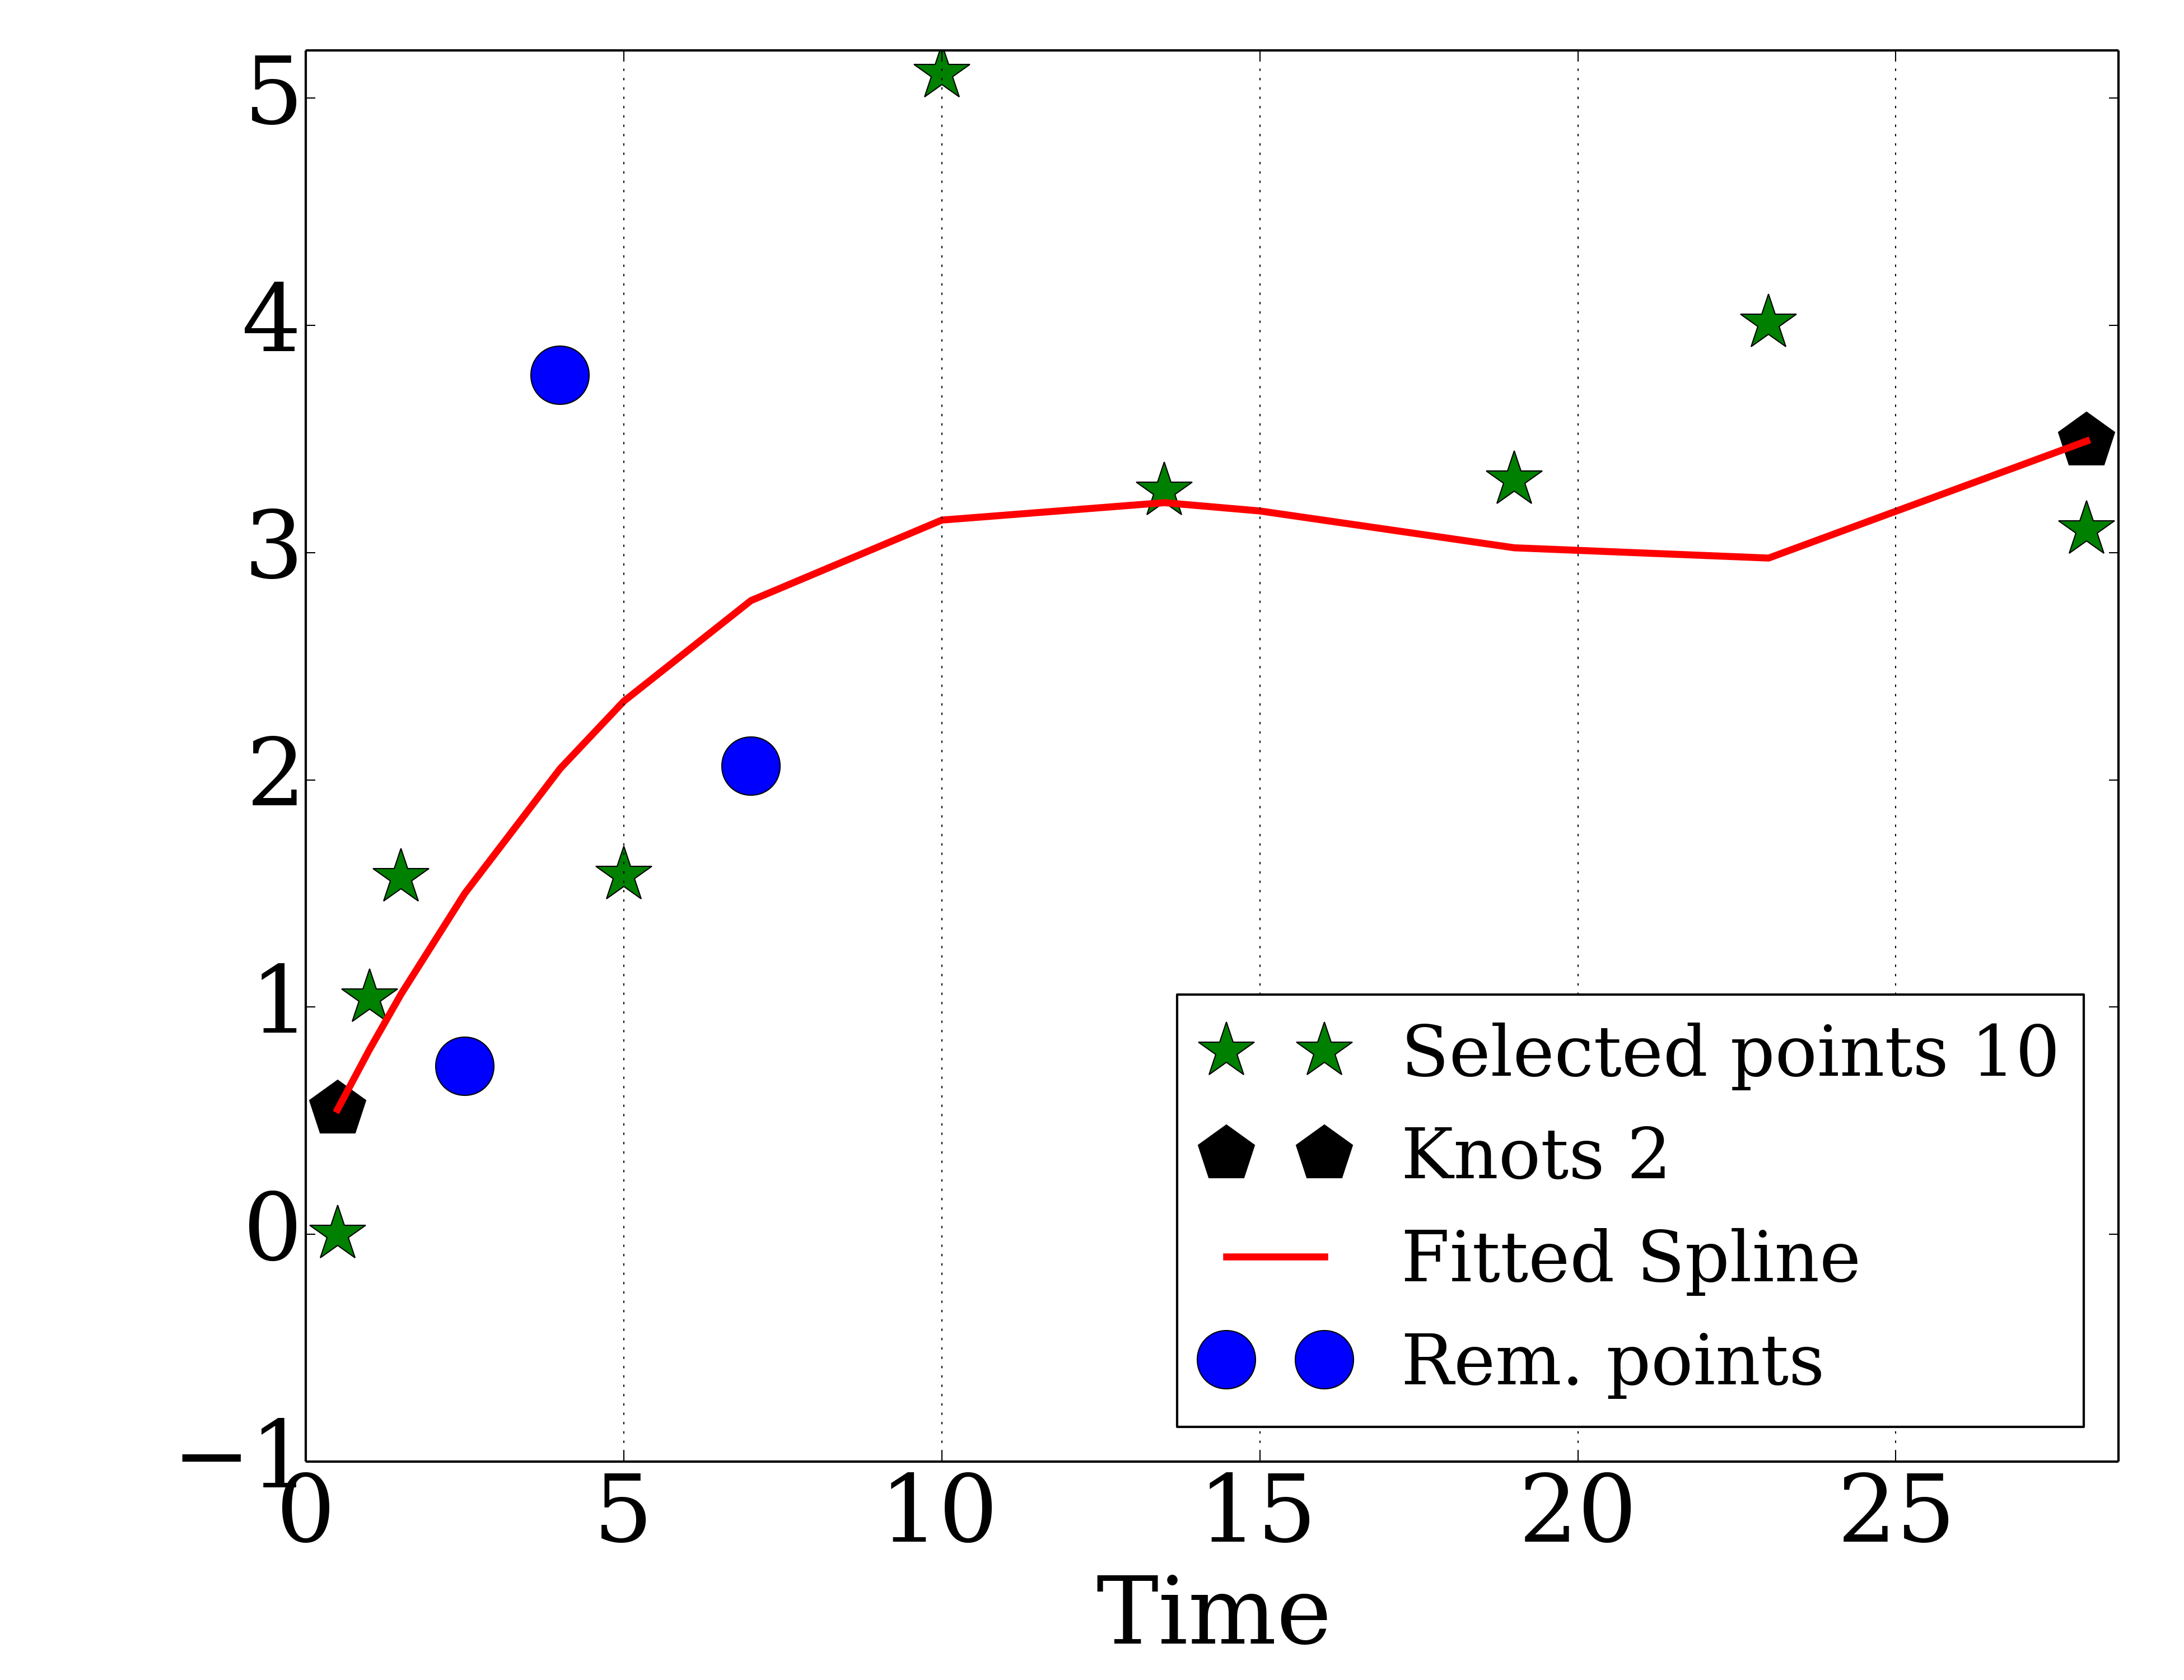 5
4
3
2
1
0
−1
0 5 10 15 20 25
Time
Selected points 10
Knots 2
Fitted Spline
Rem. points